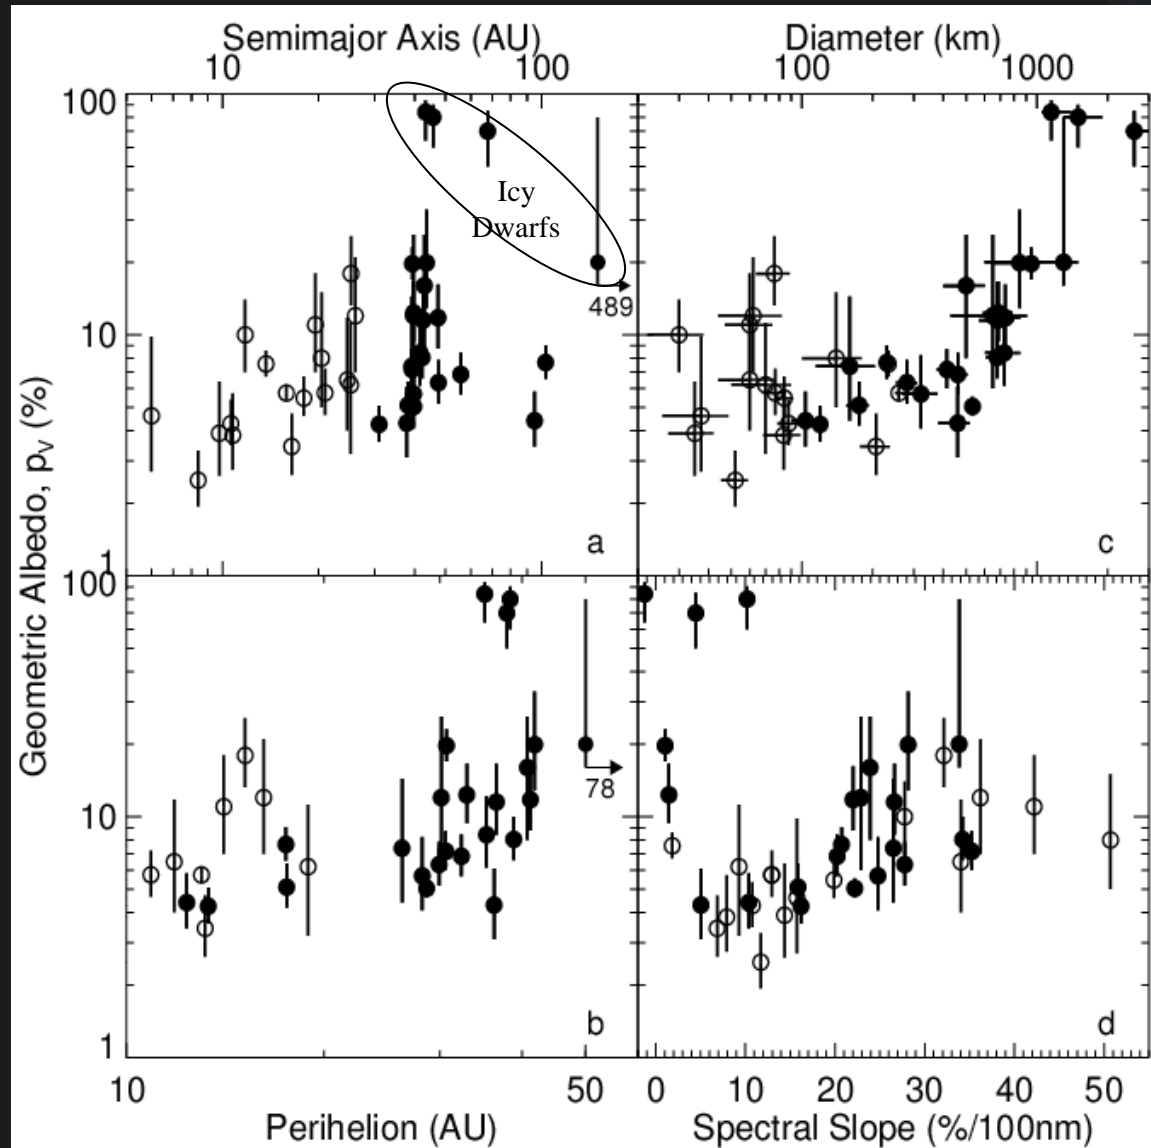 Semimajor Axis (AU)
Diameter (km)
10
100
100
1000
100
Icy
Dwarfs
489
10
a
c
1
100
Geometric Albedo, pV (%)
10
78
1
b
d
10
50
0
10
20
30
40
50
Perihelion (AU)
Spectral Slope (%/100nm)